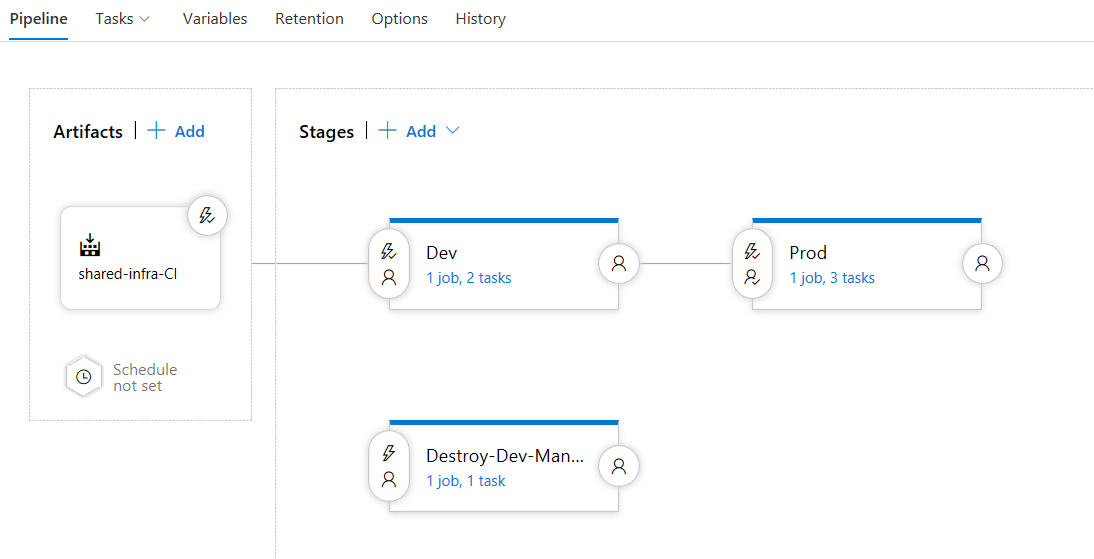 Pipeline Tasks Variables Retention Options History
Artifacts Add
Stages Add
shared-infra-CI
Schedule
not set
Dev
1 job, 2 tasks
Prod
1 job, 3 tasks
Destroy-Dev-Man...
1 job, 1 task